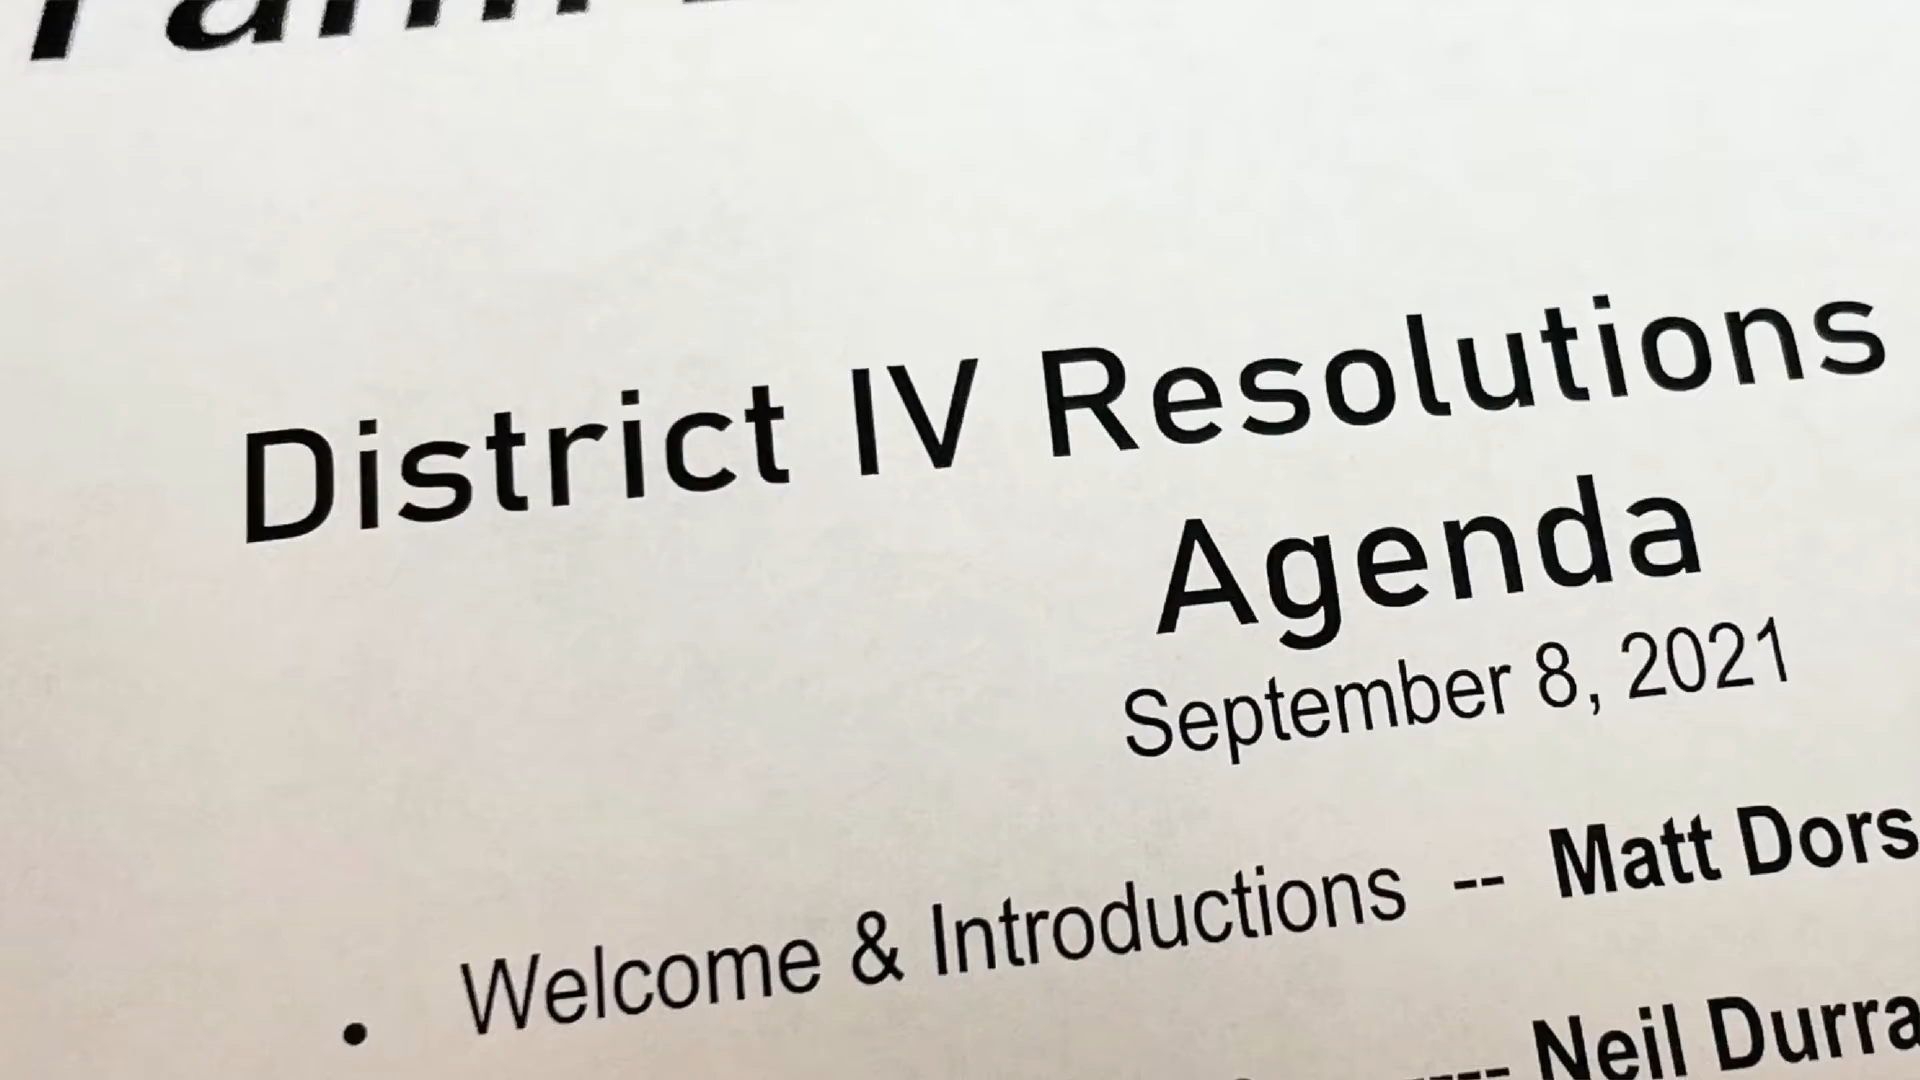 District IV Resolutions
Agenda
September 8, 2021
• Welcome & Introductions -- Matt Dors
---- Neil Durra